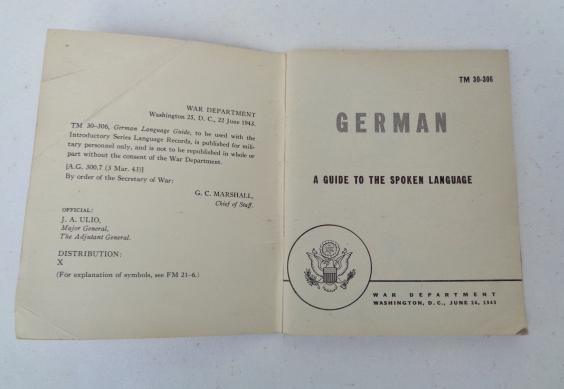 WAR DEPARTMENT
Washington 25, D. C., 22 June 1943.
TM 30–306, German Language Guide, to be used with the
Introductory Series Language Records, is published for mili-
tary personnel only, and is not to be republished in whole or
part without the consent of the War Department.
[A.G. 300.7 (3 Mar. 43)]
By order of the Secretary of War:
G. C. MARSHALL,
Chief of Staff.
OFFICIAL:
J. A. ULIO,
Major General,
The Adjutant General.
DISTRIBUTION:
X
(For explanation of symbols, see FM 21–6.)
TM 30-306
GERMAN
A GUIDE TO THE SPOKEN LANGUAGE
WAR DEPARTMENT
WASHINGTON, D.C., JUNE 24, 1943